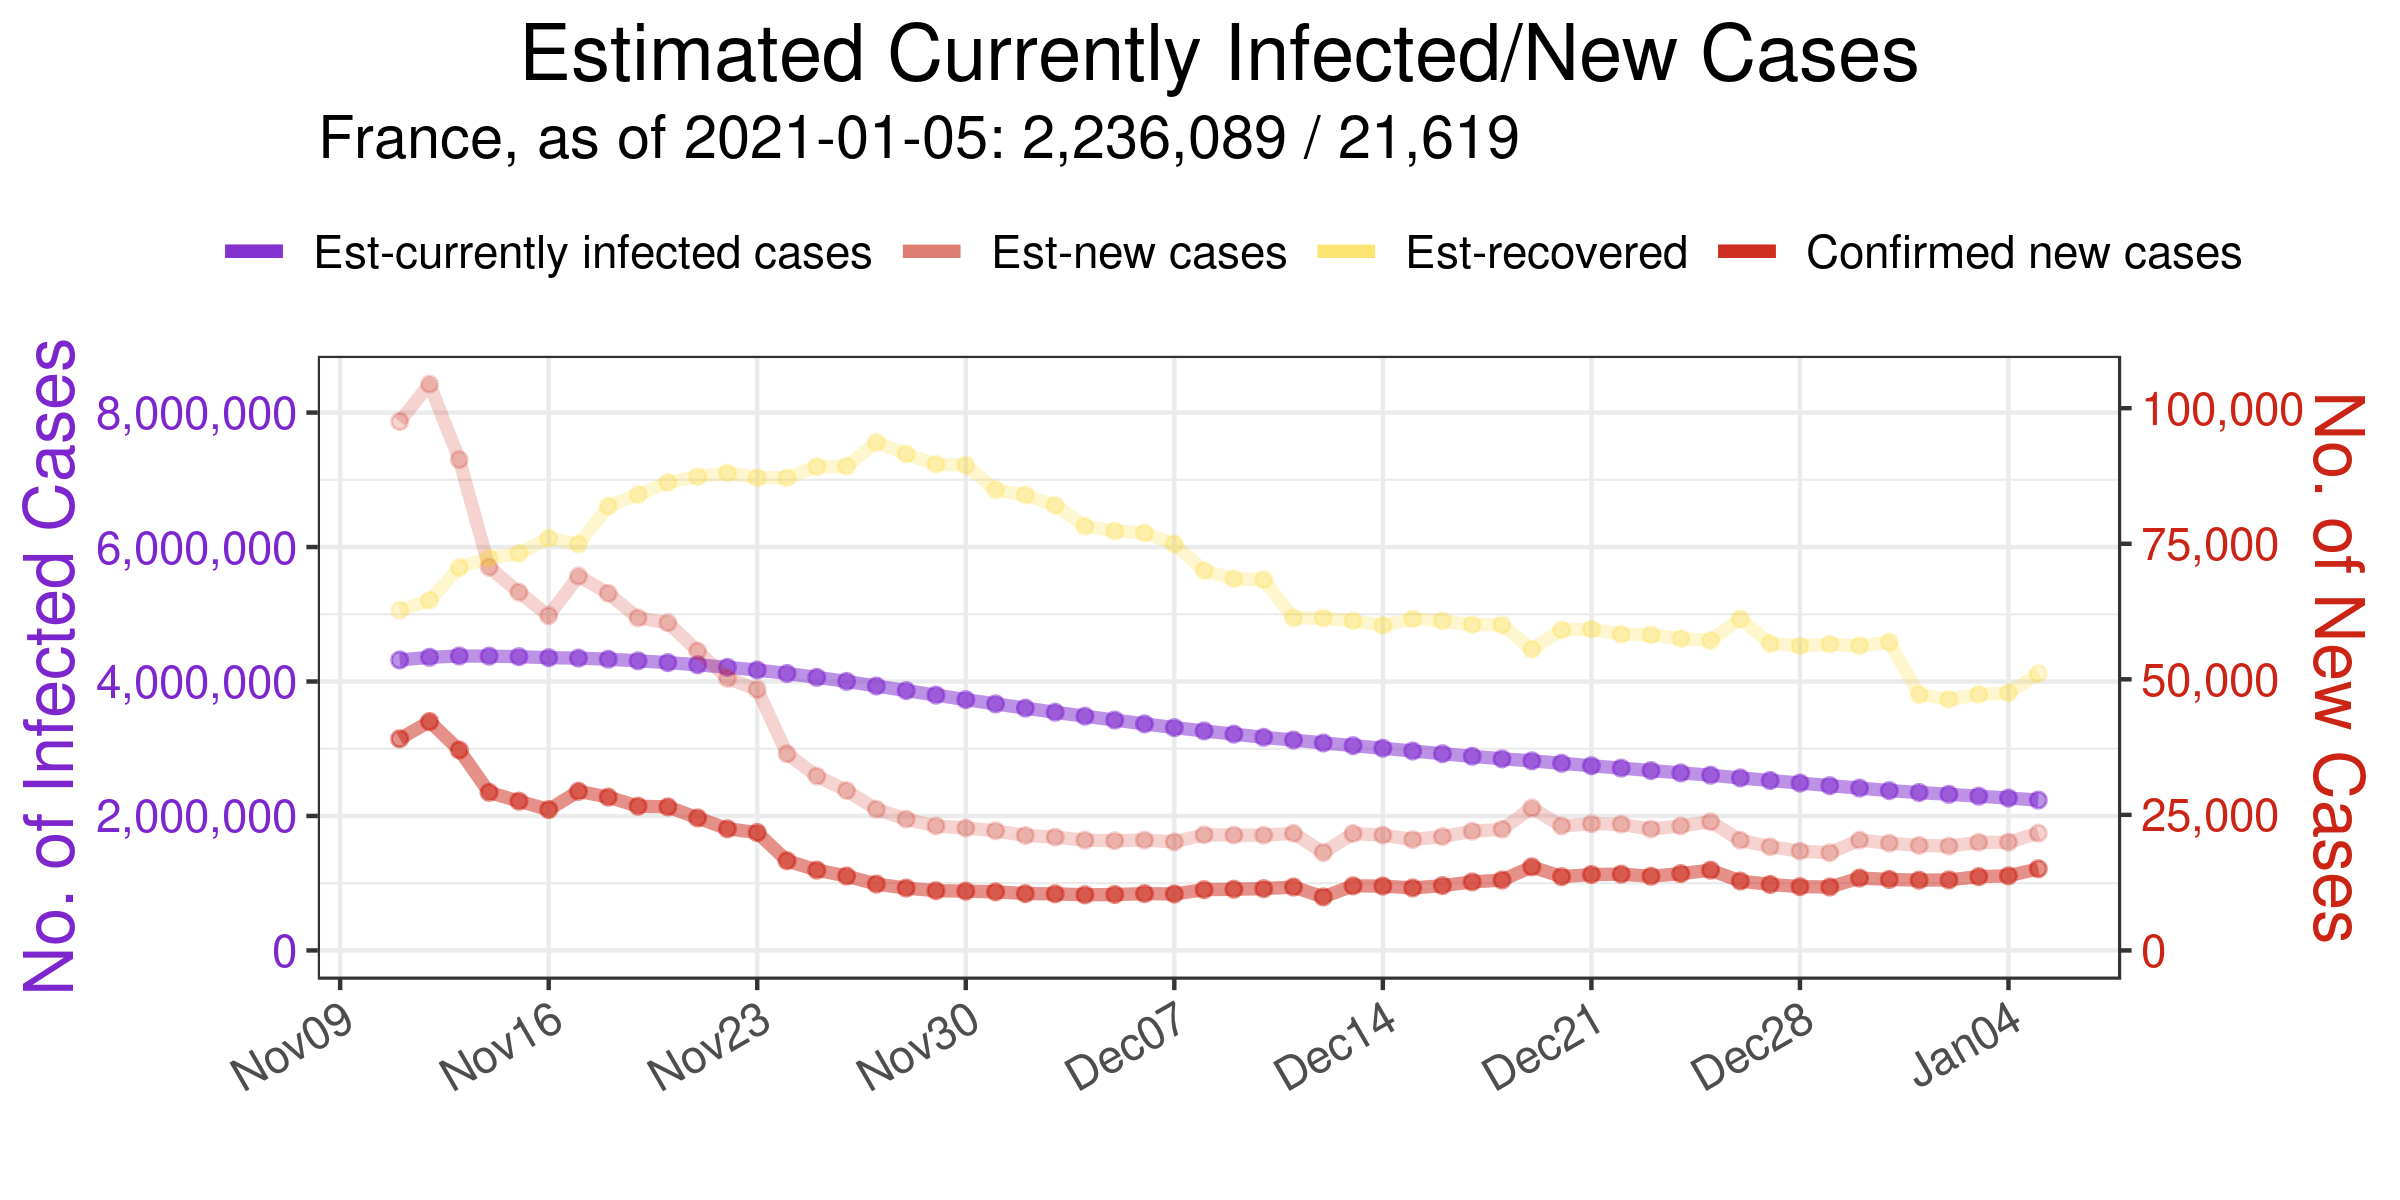 Estimated Currently Infected/New Cases
France, as of 2021-01-05: 2,236,089 / 21,619
Est-currently infected cases Est-new cases Est-recovered Confirmed new cases
No. of Infected Cases
8,000,000
6,000,000
4,000,000
2,000,000
0
100,000
75,000
50,000
25,000
0
No. of New Cases
Nov09 Nov16 Nov23 Nov30 Dec07 Dec14 Dec21 Dec28 Jan04